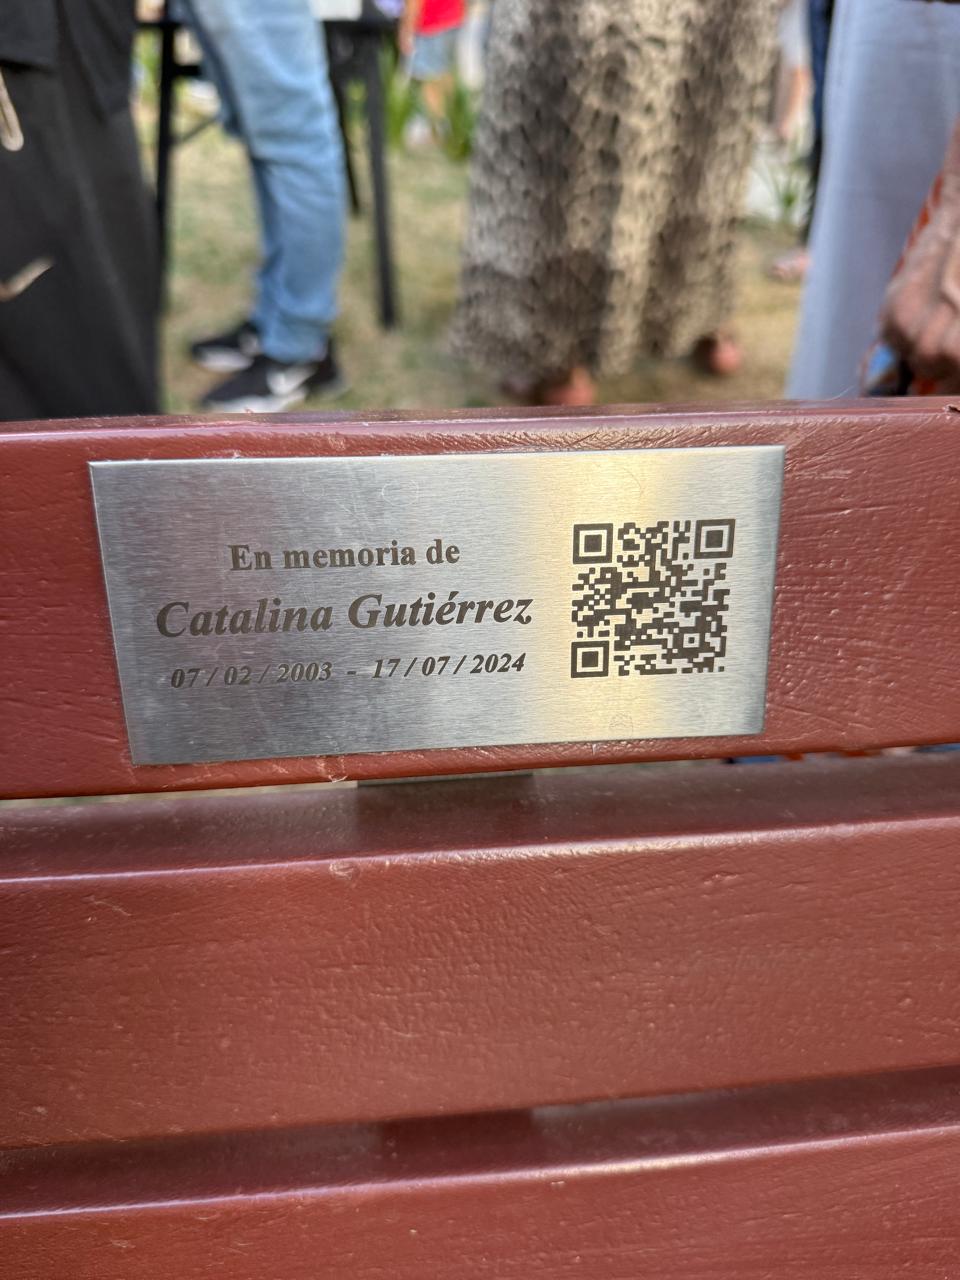 En memoria de
Catalina Gutiérrez
07 / 02 / 2003 - 17 / 07 / 2024